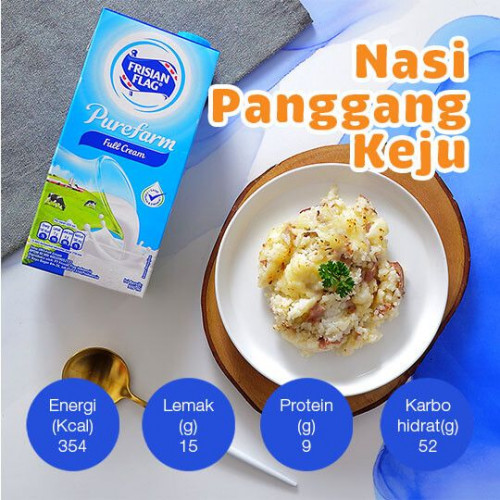 Nasi
Panggang
Keju
FRISIAN
FLAG
Purefarm
Full Cream
Energi
(Kcal)
354
Lemak
(g)
15
Protein
(g)
9
Karbo
hidrat(g)
52